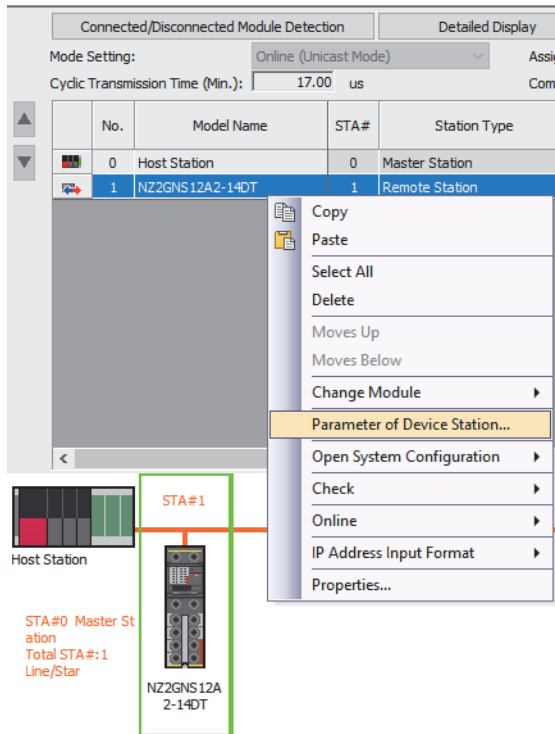 Connected/Disconnected Module Detection
Detailed Display
Mode Setting:
Online (Unicast Mode)
Cyclic Transmission Time (Min.):
17.00
us
No.
Model Name
STA#
Station Type
0
Host Station
0
Master Station
1
NZ2GNS12A2-14DT
1
Remote Station
Copy
Paste
Select All
Delete
Moves Up
Moves Below
Change Module
Parameter of Device Station...
Open System Configuration
Check
Online
IP Address Input Format
Properties...
STA#1
Host Station
STA#0 Master St
ation
Total STA#:1
Line/Star
NZ2GNS12A
2-14DT